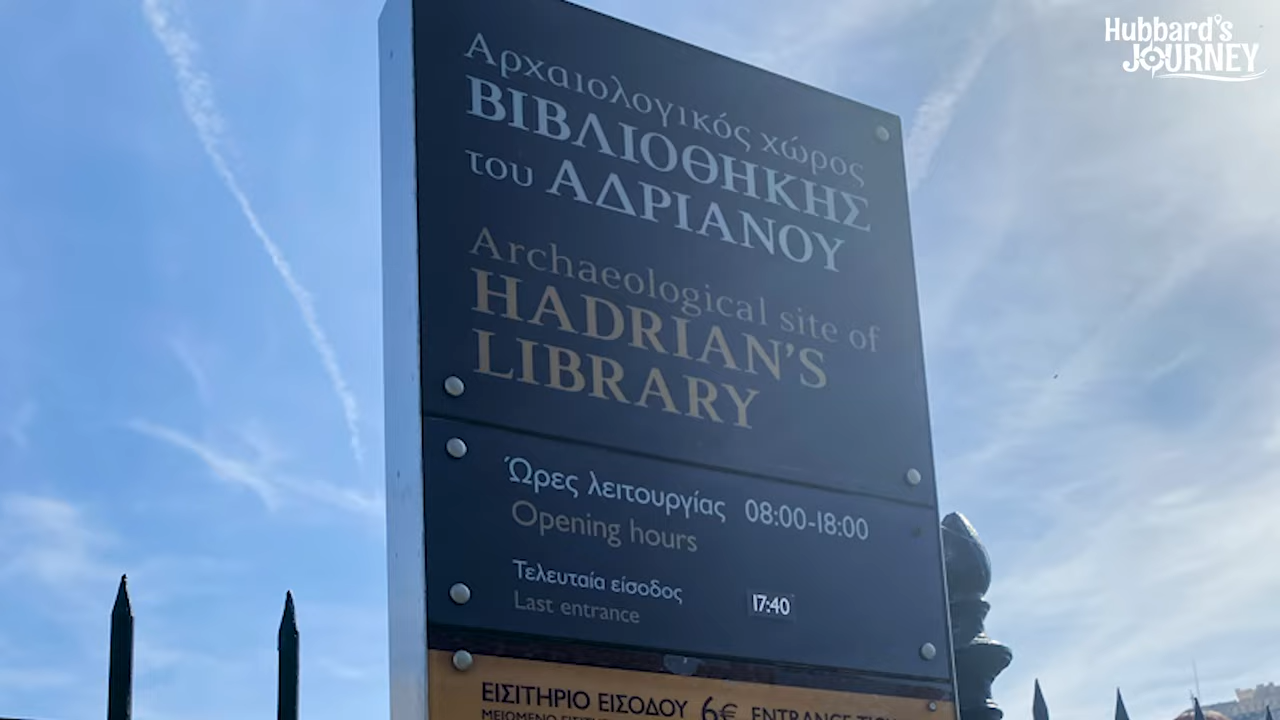 Hubbard's
JOURNEY
Αρχαιολογικός χώρος
ΒΙΒΛΙΟΘΗΚΗΣ
του ΑΔΡΙΑΝΟΥ
Archaeological site of
HADRIAN'S
LIBRARY
Ώρες λειτουργίας 08:00-18:00
Opening hours
Τελευταία είσοδος 17:40
Last entrance
ΕΙΣΙΤΗΡΙΟ ΕΙΣΟΔΟΥ 6€ ENTRANCE